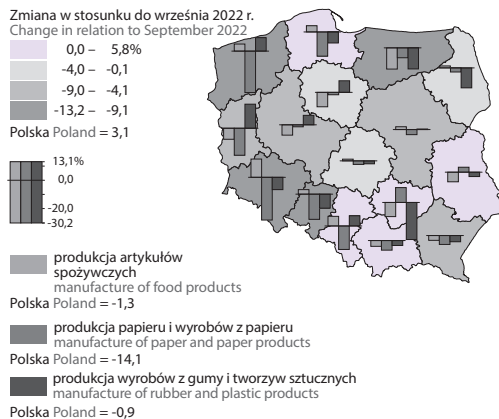 Zmiana w stosunku do września 2022 r.
Change in relation to September 2022
0,0 – 5,8%
-4,0 – -0,1
-9,0 – -4,1
-13,2 – -9,1
Polska Poland = 3,1
13,1%
0,0
-20,0
-30,2
produkcja artykułów
spożywczych
manufacture of food products
Polska Poland = -1,3
produkcja papieru i wyrobów z papieru
manufacture of paper and paper products
Polska Poland = -14,1
produkcja wyrobów z gumy i tworzyw sztucznych
manufacture of rubber and plastic products
Polska Poland = -0,9